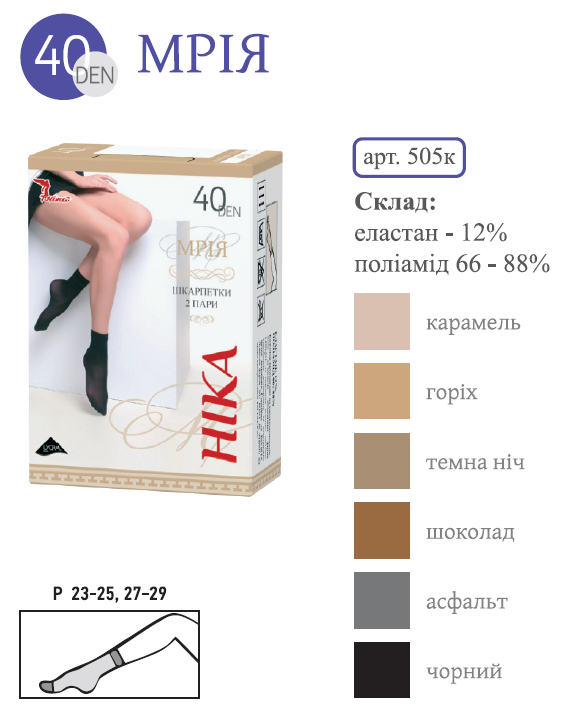 40
DEN
МРІЯ
арт. 505к
Склад:
еластан - 12%
поліамід 66 - 88%
карамель
горіх
темна ніч
шоколад
асфальт
чорний
40
DEN
МРІЯ
ШКАРПЕТКИ
2 ПАРИ
НІКА
LYCRA
Р 23-25, 27-29